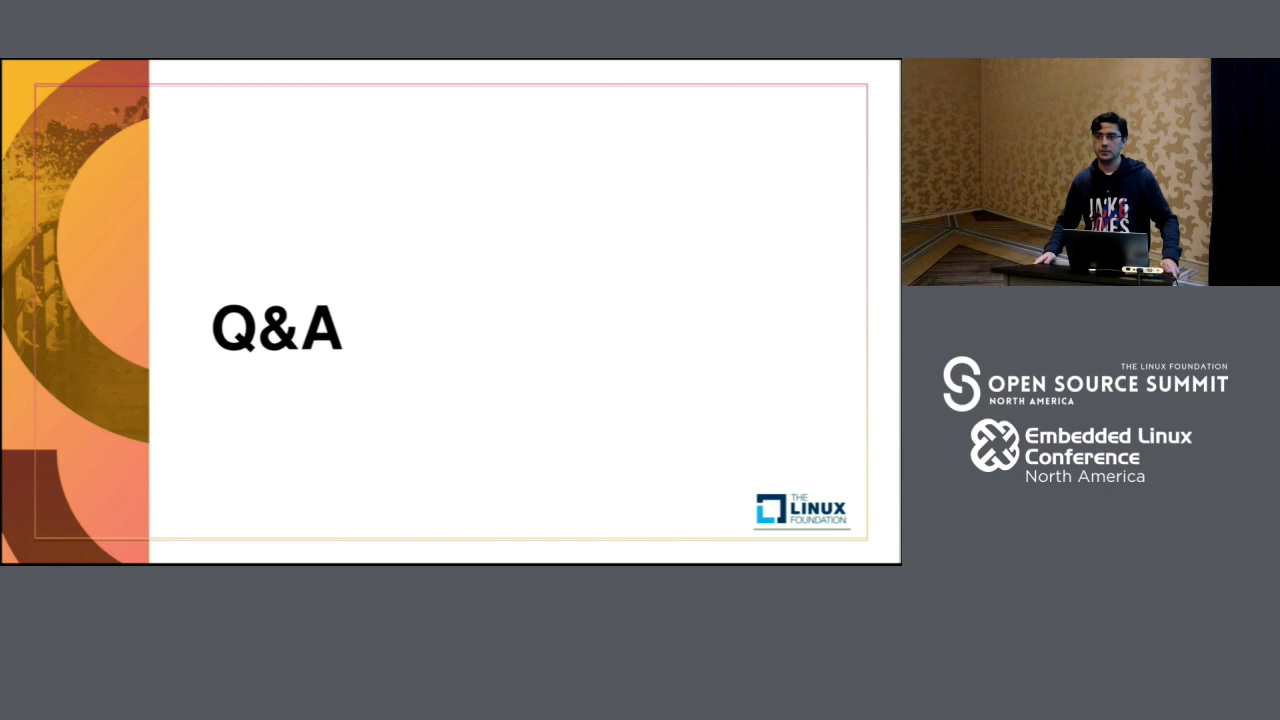 Q&A
THE
LINUX
FOUNDATION
THE LINUX FOUNDATION
OPEN SOURCE SUMMIT
NORTH AMERICA
Embedded Linux
Conference
North America